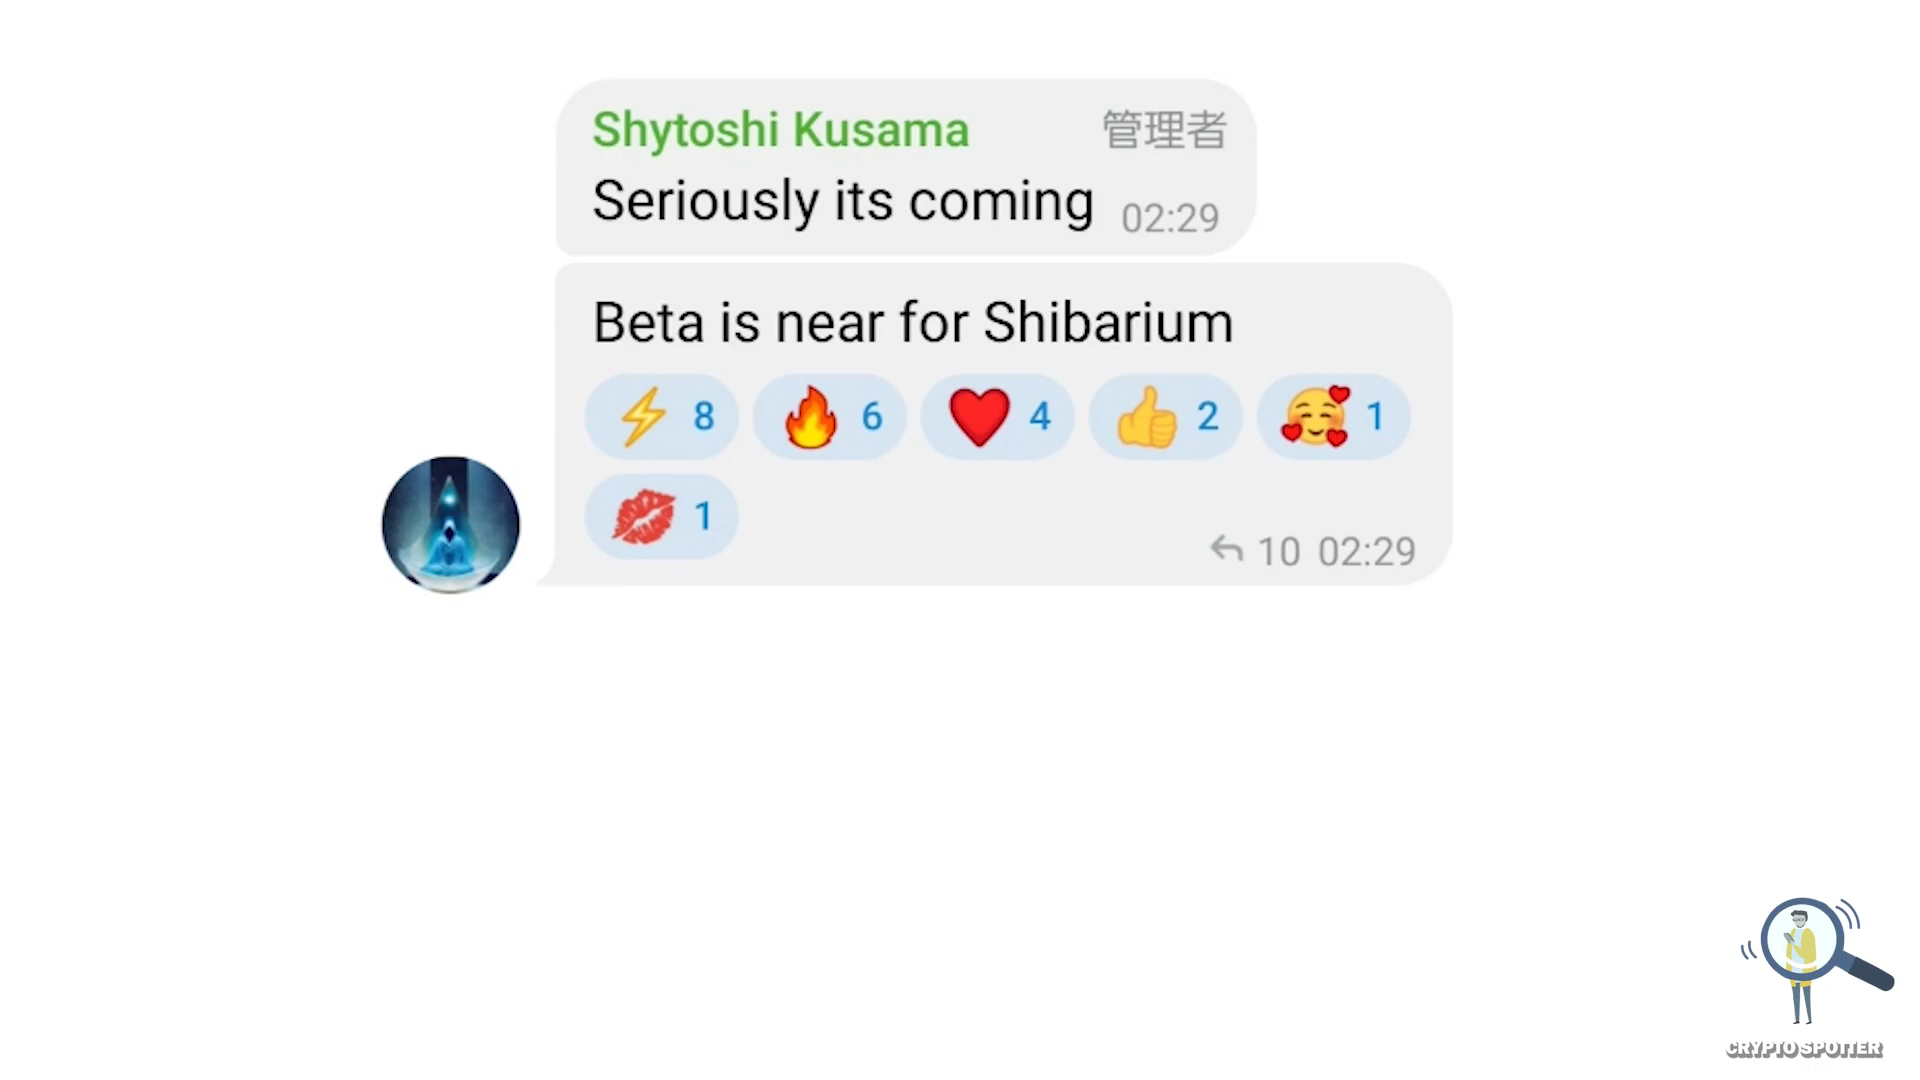 Shytoshi Kusama 管理者
Seriously its coming 02:29
Beta is near for Shibarium
8 6 4 2 1
1
10 02:29
CRYPTO SPOTTER